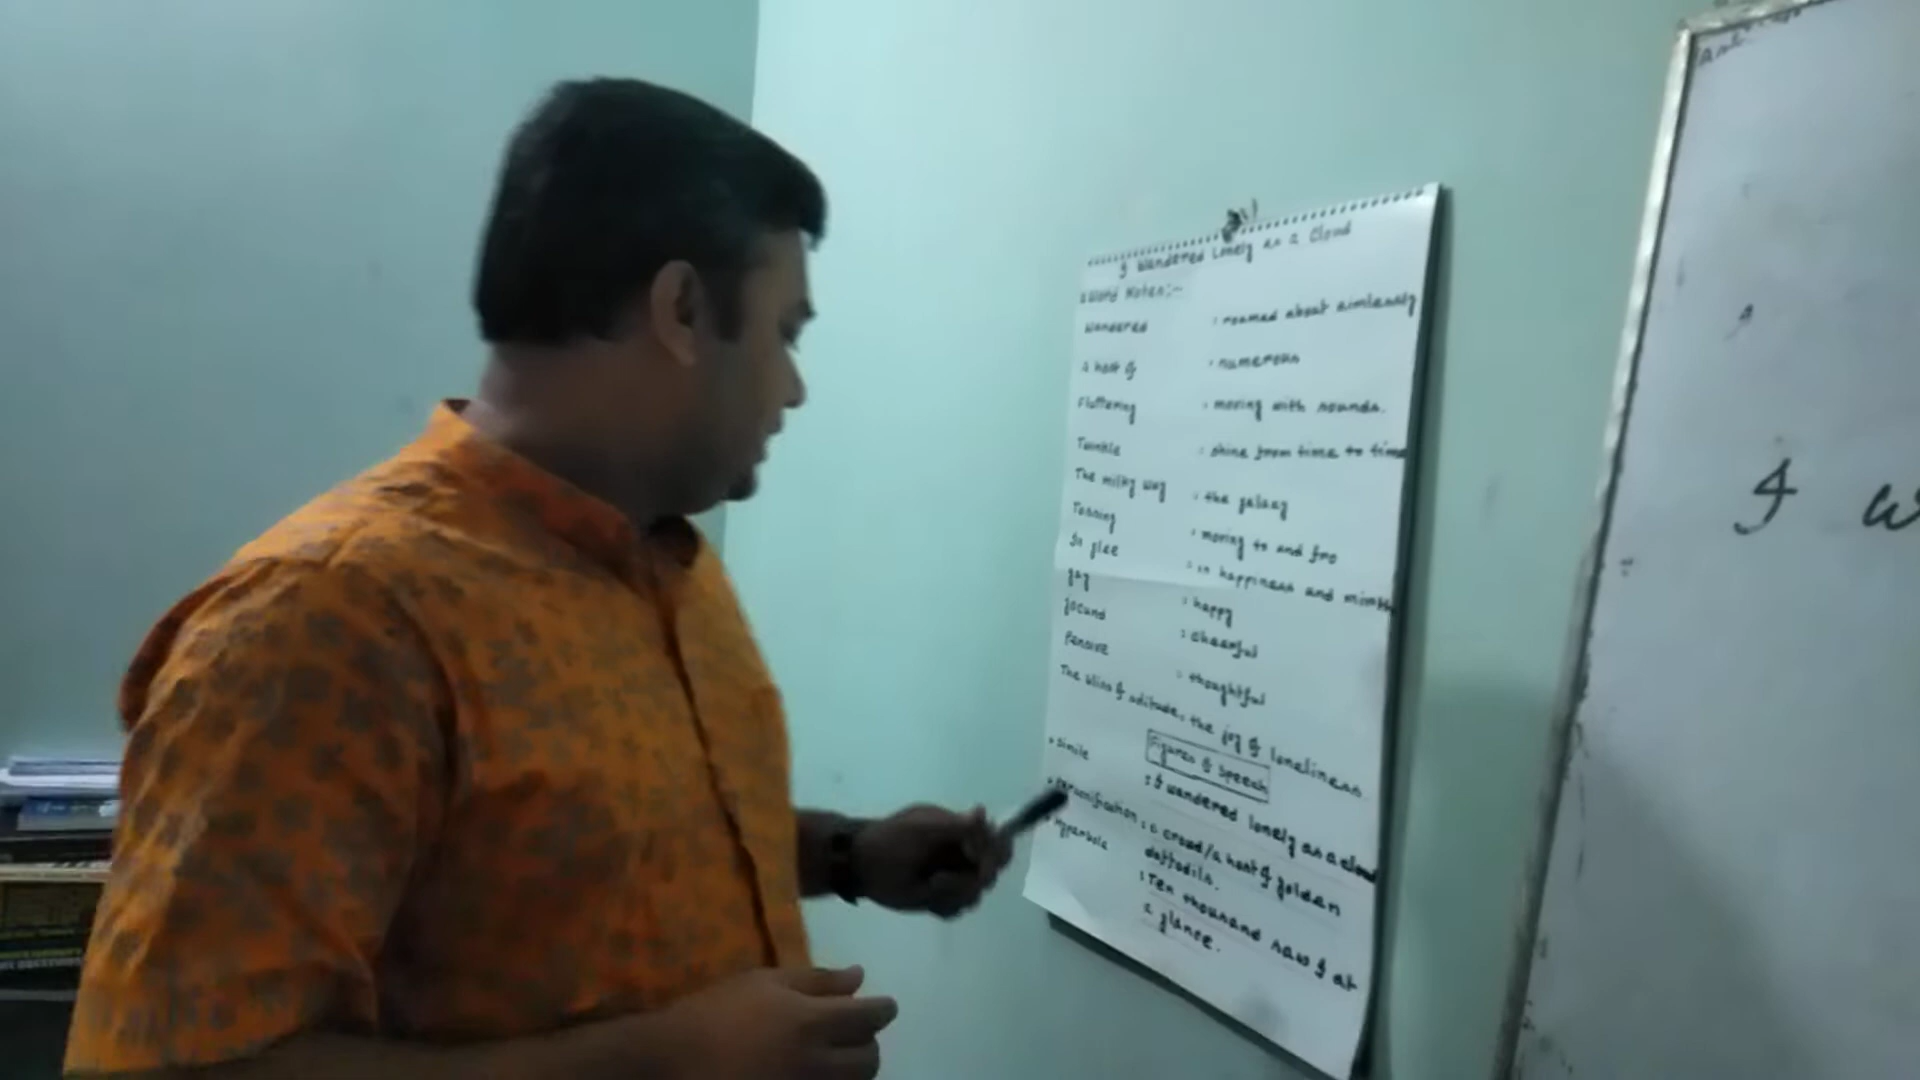 I Wandered Lonely as a Cloud
Word Notes:-
Wandered : roamed about aimlessly
A host of : numerous
Fluttering : moving with sounds.
Twinkle : shine from time to time
The milky way : the galaxy
Tossing : moving to and fro
In glee : in happiness and mirth
gay : happy
jocund : cheerful
Pensive : thoughtful
The bliss of solitude. the joy of loneliness.
Figures of Speech
• Simile : I wandered lonely as a cloud
• Personification : a crowd/a host of golden
daffodils.
• Hyperbole : Ten thousand saw I at
a glance.
I w